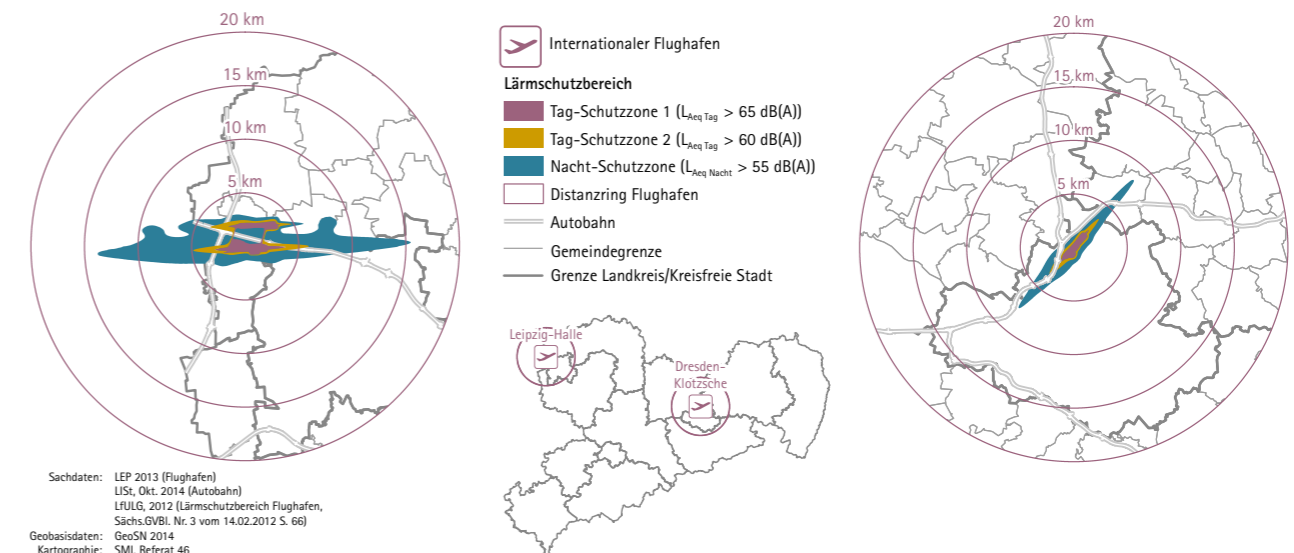 20 km
15 km
10 km
5 km
Internationaler Flughafen
Lärmschutzbereich
Tag-Schutzzone 1 (LAeq Tag > 65 dB(A))
Tag-Schutzzone 2 (LAeq Tag > 60 dB(A))
Nacht-Schutzzone (LAeq Nacht > 55 dB(A))
Distanzring Flughafen
Autobahn
Gemeindegrenze
Grenze Landkreis/Kreisfreie Stadt
Leipzig-Halle
Dresden-
Klotzsche
20 km
15 km
10 km
5 km
Sachdaten: LEP 2013 (Flughafen)
LISt, Okt. 2014 (Autobahn)
LfULG, 2012 (Lärmschutzbereich Flughafen,
Sächs.GVBl. Nr. 3 vom 14.02.2012 S. 66)
Geobasisdaten: GeoSN 2014
Kartographie: SMI, Referat 46